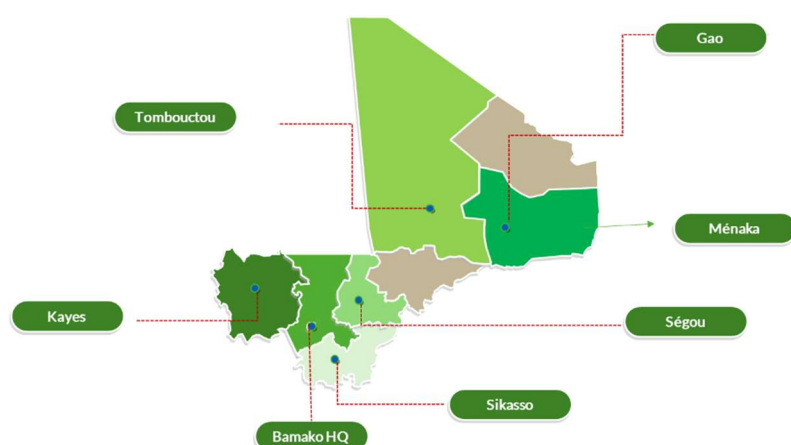 Gao
Tombouctou
Ménaka
Kayes
Ségou
Sikasso
Bamako HQ